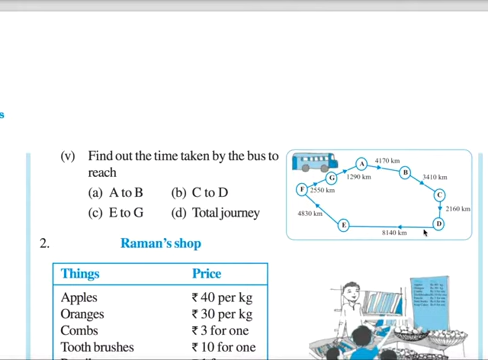 s
(v) Find out the time taken by the bus to
reach
(a) A to B (b) C to D
(c) E to G (d) Total journey
A
4170 km
B
G
1290 km
3410 km
F
2550 km
C
2160 km
4830 km
E
D
8140 km
2. Raman's shop
Things Price
Apples ₹ 40 per kg
Oranges ₹ 30 per kg
Combs ₹ 3 for one
Tooth brushes ₹ 10 for one